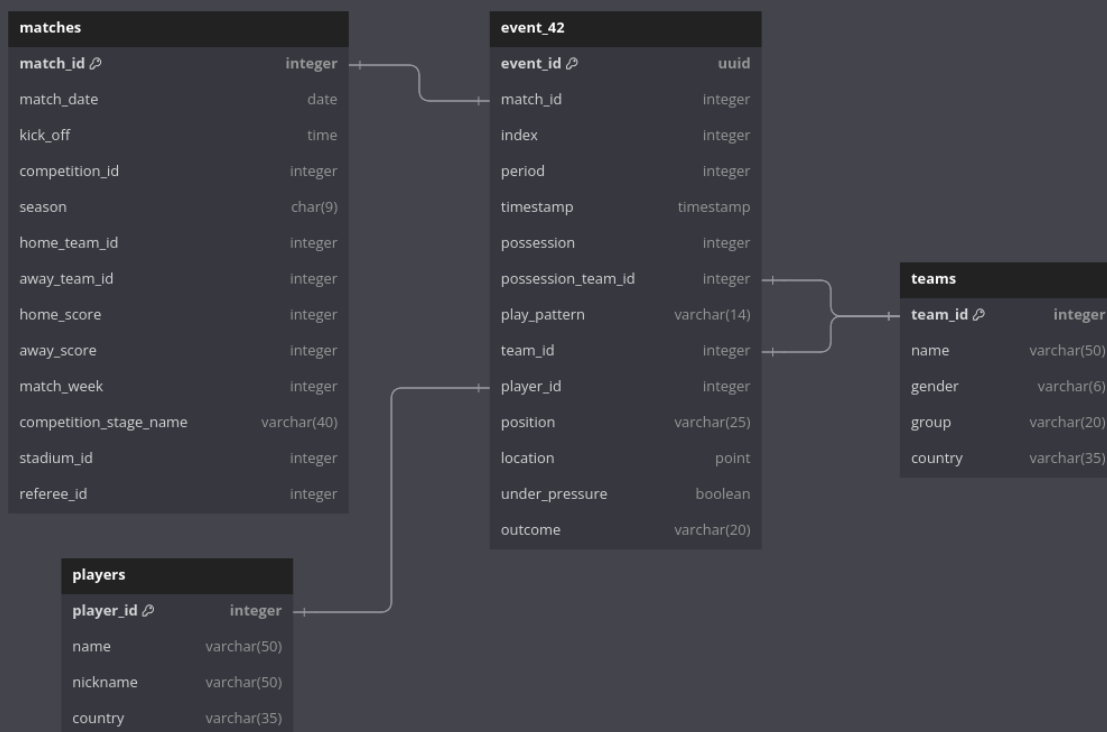 matches
match_id integer
match_date date
kick_off time
competition_id integer
season char(9)
home_team_id integer
away_team_id integer
home_score integer
away_score integer
match_week integer
competition_stage_name varchar(40)
stadium_id integer
referee_id integer
event_42
event_id uuid
match_id integer
index integer
period integer
timestamp timestamp
possession integer
possession_team_id integer
play_pattern varchar(14)
team_id integer
player_id integer
position varchar(25)
location point
under_pressure boolean
outcome varchar(20)
teams
team_id integer
name varchar(50)
gender varchar(6)
group varchar(20)
country varchar(35)
players
player_id integer
name varchar(50)
nickname varchar(50)
country varchar(35)